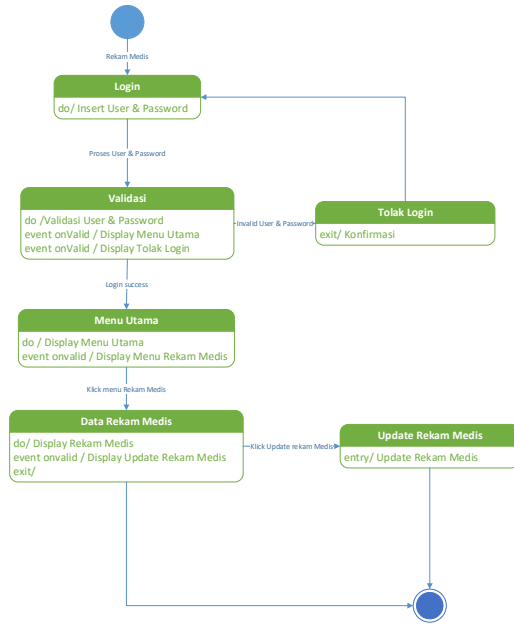 Rekam Medis
Login
do/ Insert User & Password
Proses User & Password
Validasi
do /Validasi User & Password
event onValid / Display Menu Utama
event onValid / Display Tolak Login
Invalid User & Password
Tolak Login
exit/ Konfirmasi
Login success
Menu Utama
do / Display Menu Utama
event onvalid / Display Menu Rekam Medis
Klick menu Rekam Medis
Data Rekam Medis
do/ Display Rekam Medis
event onvalid / Display Update Rekam Medis
exit/
Klick Update rekam Medis
Update Rekam Medis
entry/ Update Rekam Medis